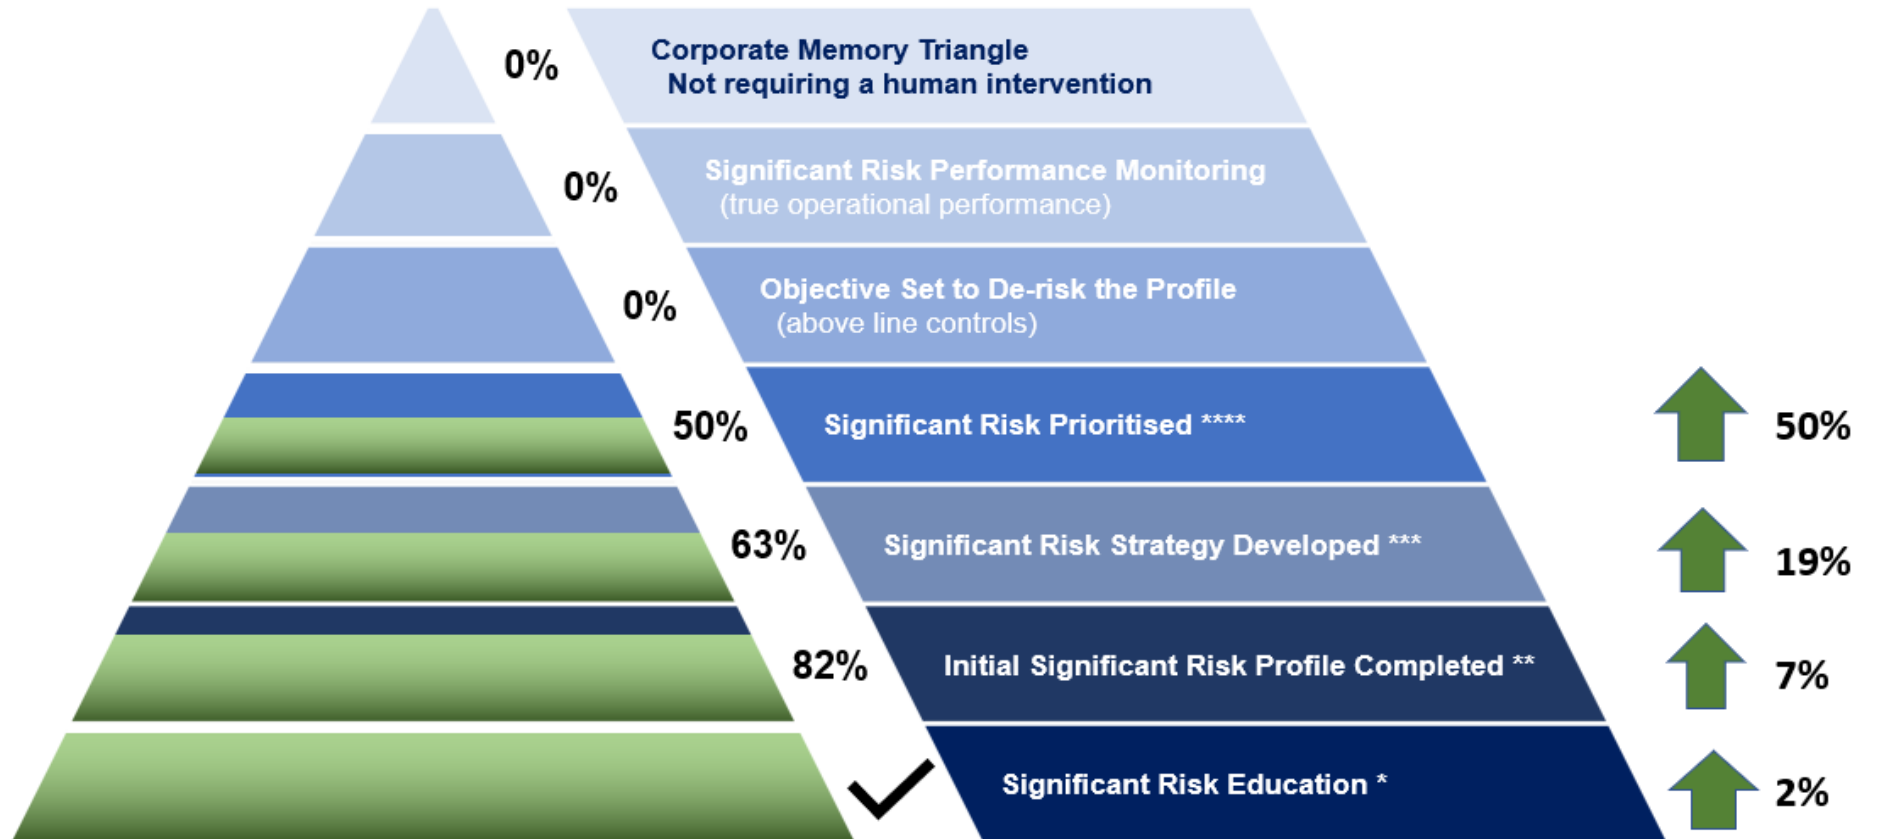 0%
Corporate Memory Triangle
Not requiring a human intervention
0%
Significant Risk Performance Monitoring
(true operational performance)
0%
Objective Set to De-risk the Profile
(above line controls)
50%
Significant Risk Prioritised ****
50%
63%
Significant Risk Strategy Developed ***
19%
82%
Initial Significant Risk Profile Completed **
7%
Significant Risk Education *
2%